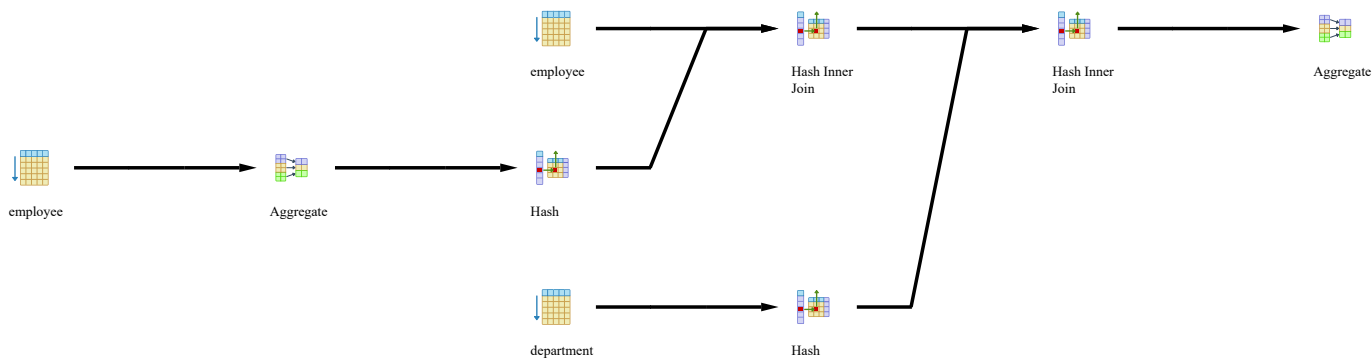 employee
Hash Inner
Join
Hash Inner
Join
Aggregate
employee
Aggregate
Hash
department
Hash